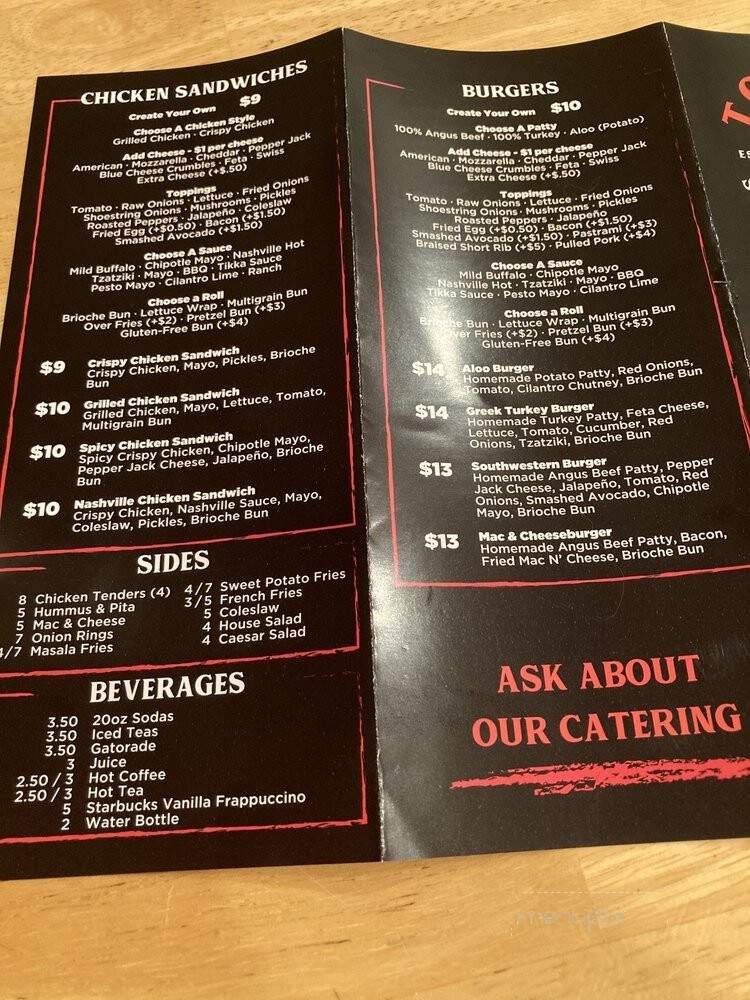 CHICKEN SANDWICHES
Create Your Own $9
Choose A Chicken Style
Grilled Chicken · Crispy Chicken
Add Cheese - $1 per cheese
American · Mozzarella · Cheddar · Pepper Jack
Blue Cheese Crumbles · Feta · Swiss
Extra Cheese (+$.50)
Toppings
Tomato · Raw Onions · Lettuce · Fried Onions
Shoestring Onions · Mushrooms · Pickles
Roasted Peppers · Jalapeño · Coleslaw
Fried Egg (+$0.50) · Bacon (+$1.50)
Smashed Avocado (+$1.50)
Choose A Sauce
Mild Buffalo · Chipotle Mayo · Nashville Hot
Tzatziki · Mayo · BBQ · Tikka Sauce
Pesto Mayo · Cilantro Lime · Ranch
Choose a Roll
Brioche Bun · Lettuce Wrap · Multigrain Bun
Over Fries (+$2) · Pretzel Bun (+$3)
Gluten-Free Bun (+$4)
$9 Crispy Chicken Sandwich
Crispy Chicken, Mayo, Pickles, Brioche
Bun
$10 Grilled Chicken Sandwich
Grilled Chicken, Mayo, Lettuce, Tomato,
Multigrain Bun
$10 Spicy Chicken Sandwich
Spicy Crispy Chicken, Chipotle Mayo,
Pepper Jack Cheese, Jalapeño, Brioche
Bun
$10 Nashville Chicken Sandwich
Crispy Chicken, Nashville Sauce, Mayo,
Coleslaw, Pickles, Brioche Bun
SIDES
8 Chicken Tenders (4)
5 Hummus & Pita
5 Mac & Cheese
7 Onion Rings
4/7 Masala Fries
4/7 Sweet Potato Fries
3/5 French Fries
5 Coleslaw
4 House Salad
4 Caesar Salad
BEVERAGES
3.50 20oz Sodas
3.50 Iced Teas
3.50 Gatorade
3 Juice
2.50 / 3 Hot Coffee
2.50 / 3 Hot Tea
5 Starbucks Vanilla Frappuccino
2 Water Bottle
BURGERS
Create Your Own $10
Choose A Patty
100% Angus Beef · 100% Turkey · Aloo (Potato)
Add Cheese - $1 per cheese
American · Mozzarella · Cheddar · Pepper Jack
Blue Cheese Crumbles · Feta · Swiss
Extra Cheese (+$.50)
Toppings
Tomato · Raw Onions · Lettuce · Fried Onions
Shoestring Onions · Mushrooms · Pickles
Roasted Peppers · Jalapeño
Fried Egg (+$0.50) · Bacon (+$1.50)
Smashed Avocado (+$1.50) · Pastrami (+$3)
Braised Short Rib (+$5) · Pulled Pork (+$4)
Choose A Sauce
Mild Buffalo · Chipotle Mayo
Nashville Hot · Tzatziki · Mayo · BBQ
Tikka Sauce · Pesto Mayo · Cilantro Lime
Choose a Roll
Brioche Bun · Lettuce Wrap · Multigrain Bun
Over Fries (+$2) · Pretzel Bun (+$3)
Gluten-Free Bun (+$4)
$14 Aloo Burger
Homemade Potato Patty, Red Onions,
Tomato, Cilantro Chutney, Brioche Bun
$14 Greek Turkey Burger
Homemade Turkey Patty, Feta Cheese,
Lettuce, Tomato, Cucumber, Red
Onions, Tzatziki, Brioche Bun
$13 Southwestern Burger
Homemade Angus Beef Patty, Pepper
Jack Cheese, Jalapeño, Tomato, Red
Onions, Smashed Avocado, Chipotle
Mayo, Brioche Bun
$13 Mac & Cheeseburger
Homemade Angus Beef Patty, Bacon,
Fried Mac N' Cheese, Brioche Bun
ASK ABOUT
OUR CATERING